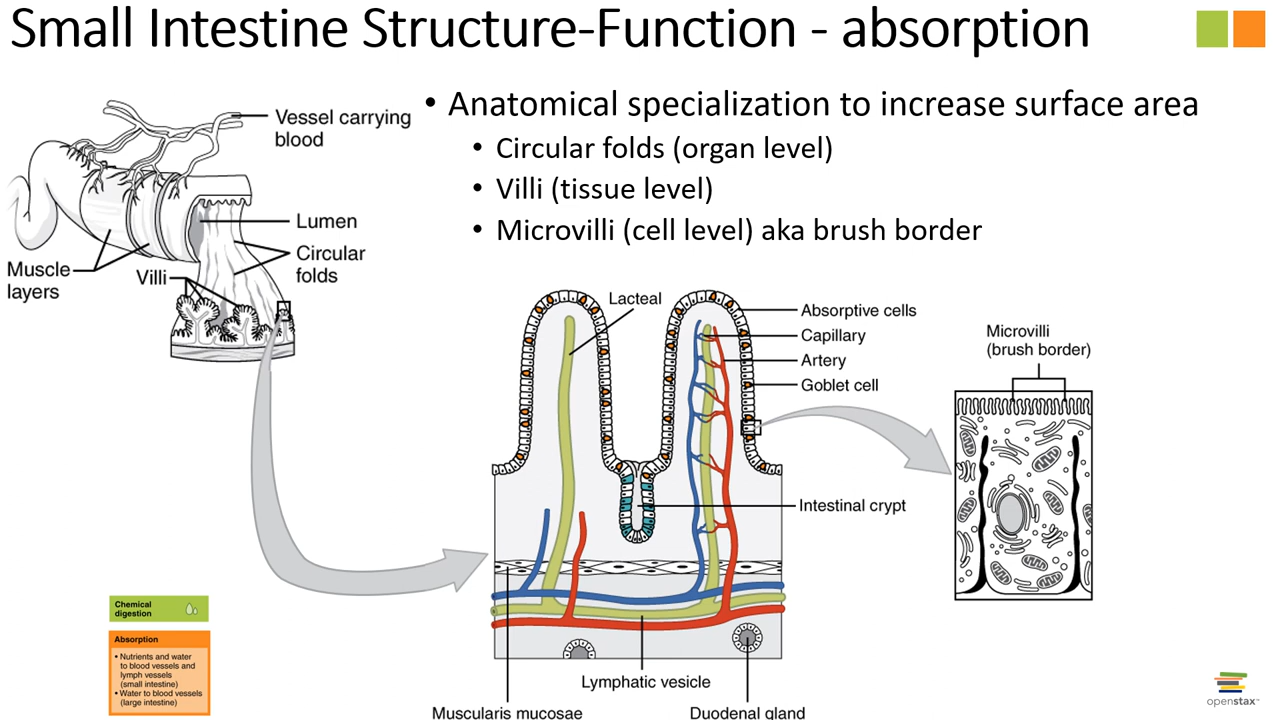 Small Intestine Structure-Function - absorption
• Anatomical specialization to increase surface area
• Circular folds (organ level)
• Villi (tissue level)
• Microvilli (cell level) aka brush border
Vessel carrying
blood
Lumen
Circular
folds
Muscle
layers
Villi
Lacteal
Absorptive cells
Capillary
Artery
Goblet cell
Intestinal crypt
Microvilli
(brush border)
Lymphatic vesicle
Muscularis mucosae
Duodenal gland
Chemical
digestion
Absorption
• Nutrients and water
to blood vessels and
lymph vessels
(small intestine)
• Water to blood vessels
(large intestine)
openstax™